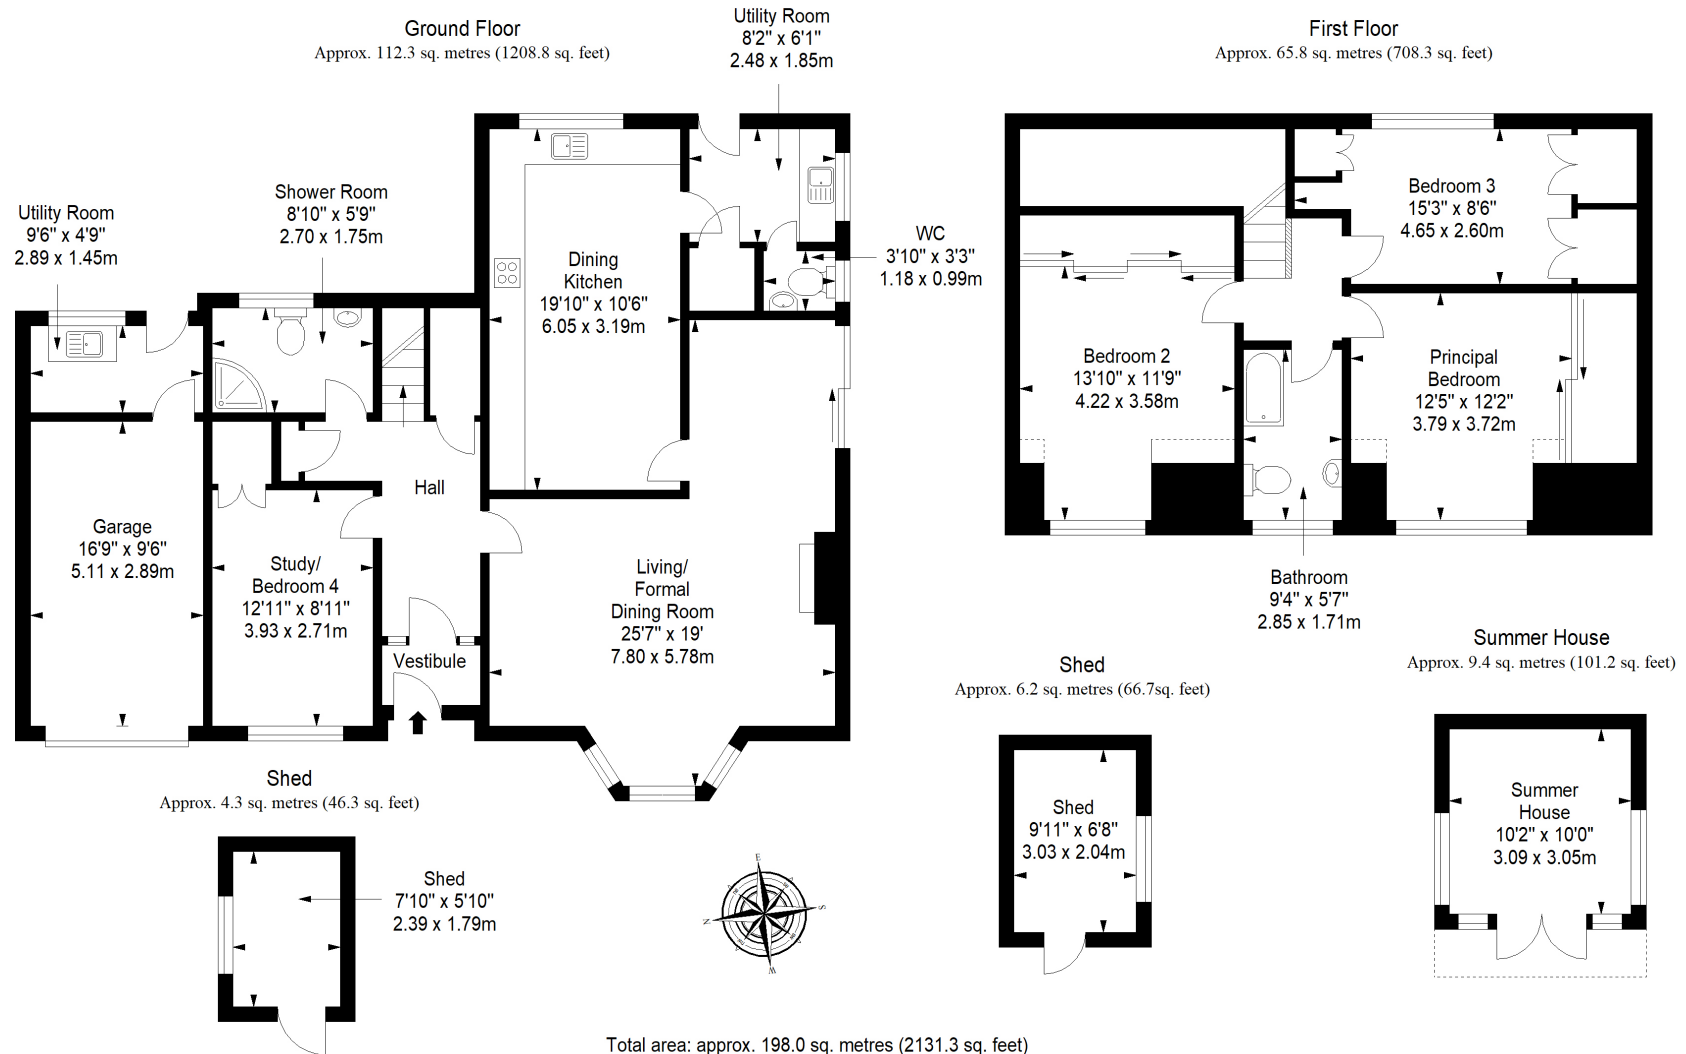 Ground Floor
Approx. 112.3 sq. metres (1208.8 sq. feet)
Utility Room
8'2" x 6'1"
2.48 x 1.85m
First Floor
Approx. 65.8 sq. metres (708.3 sq. feet)
Utility Room
9'6" x 4'9"
2.89 x 1.45m
Shower Room
8'10" x 5'9"
2.70 x 1.75m
Dining
Kitchen
19'10" x 10'6"
6.05 x 3.19m
WC
3'10" x 3'3"
1.18 x 0.99m
Bedroom 3
15'3" x 8'6"
4.65 x 2.60m
Bedroom 2
13'10" x 11'9"
4.22 x 3.58m
Principal
Bedroom
12'5" x 12'2"
3.79 x 3.72m
Garage
16'9" x 9'6"
5.11 x 2.89m
Hall
Study/
Bedroom 4
12'11" x 8'11"
3.93 x 2.71m
Living/
Formal
Dining Room
25'7" x 19'
7.80 x 5.78m
Vestibule
Bathroom
9'4" x 5'7"
2.85 x 1.71m
Shed
Approx. 4.3 sq. metres (46.3 sq. feet)
Shed
7'10" x 5'10"
2.39 x 1.79m
E
N
S
W
Shed
Approx. 6.2 sq. metres (66.7sq. feet)
Shed
9'11" x 6'8"
3.03 x 2.04m
Summer House
Approx. 9.4 sq. metres (101.2 sq. feet)
Summer
House
10'2" x 10'0"
3.09 x 3.05m
Total area: approx. 198.0 sq. metres (2131.3 sq. feet)